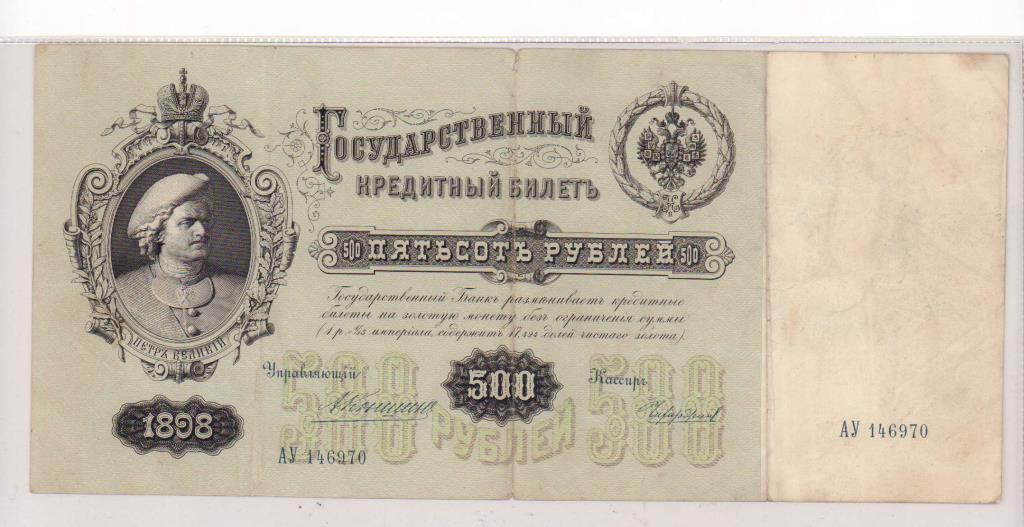 Государственный
кредитный билетъ
500 пятьсотъ рублей 500
Государственный Банкъ размѣниваетъ кредитные
билеты на золотую монету безъ ограниченія суммы
(1 р.=1/15 имперіала, содержитъ 17,424 долей чистаго золота).
ПЕТРЪ ВЕЛИКІЙ
Управляющій
500
Кассиръ
500 500
РУБЛЕЙ
1898
АУ 146970
АУ 146970